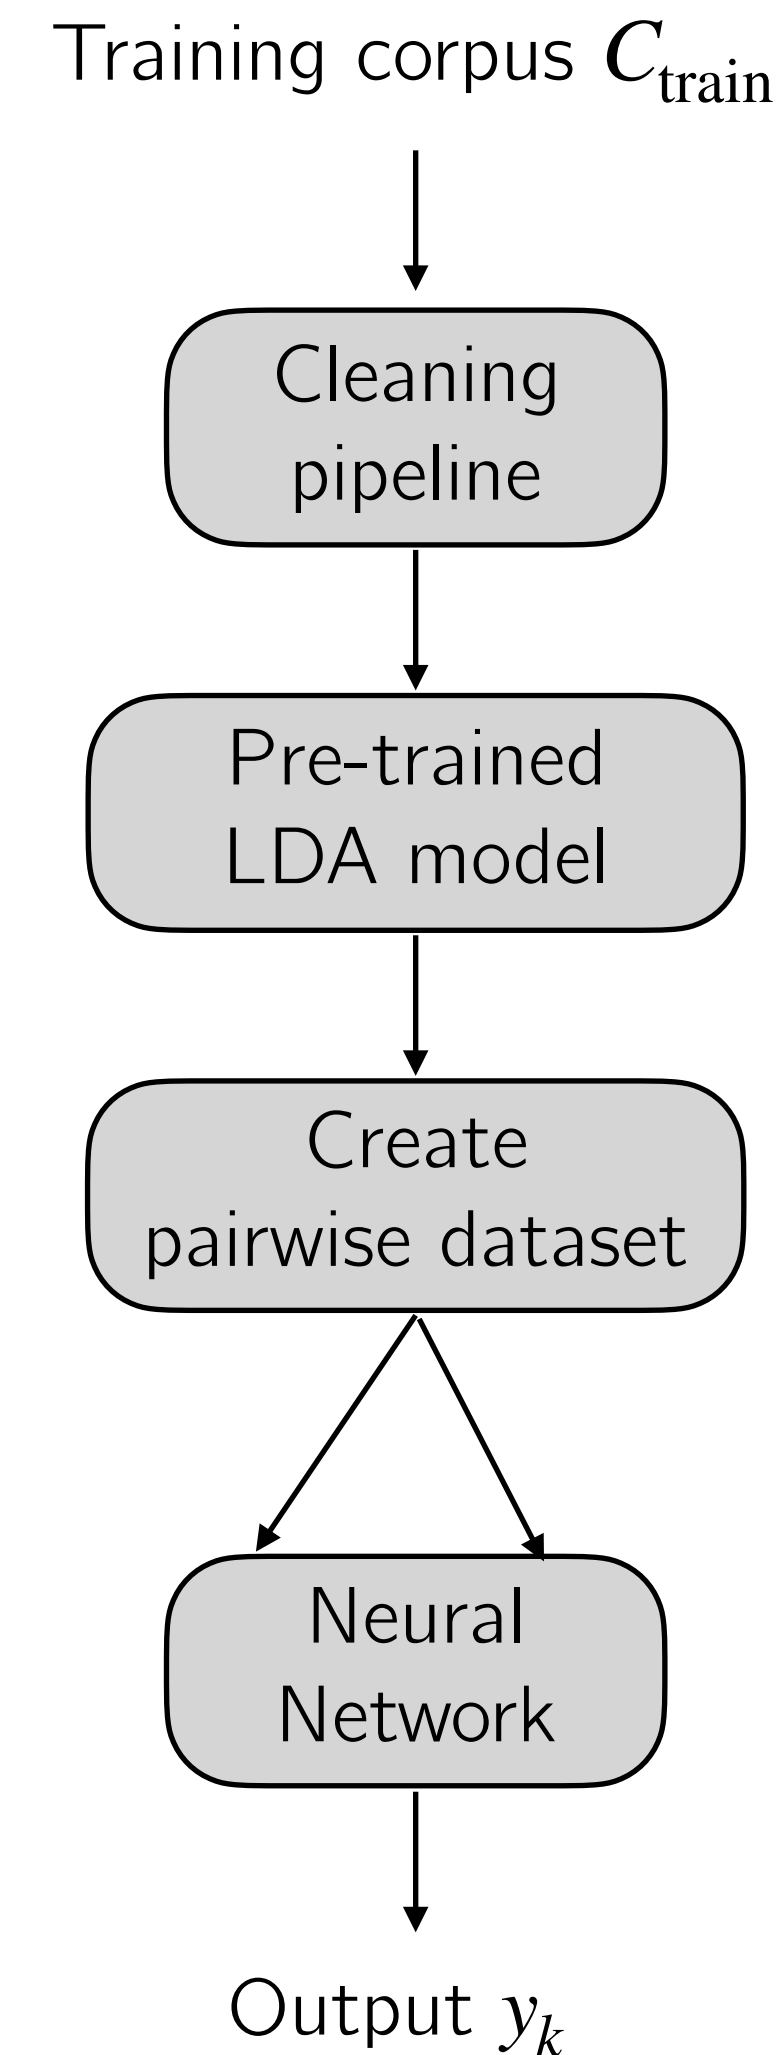 Training corpus C_train
Cleaning
pipeline
Pre-trained
LDA model
Create
pairwise dataset
Neural
Network
Output y_k